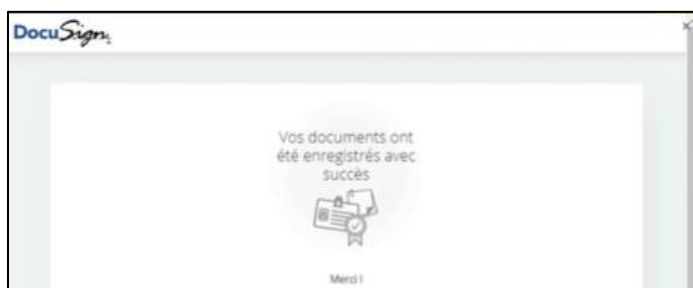 DocuSign
Vos documents ont
été enregistrés avec
succès
Merci !